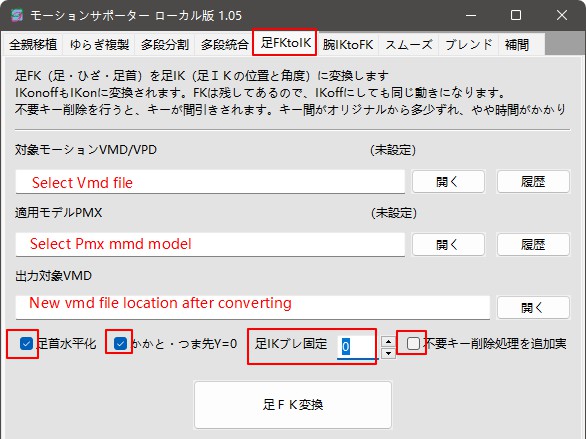 モーションサポーター ローカル版 1.05
全親移植 ゆらぎ複製 多段分割 多段統合 足FKtoIK 腕IKtoFK スムーズ ブレンド 補間
足FK（足・ひざ・足首）を足IK（足ＩＫの位置と角度）に変換します
IKonoffもIKonに変換されます。FKは残してあるので、IKoffにしても同じ動きになります。
不要キー削除を行うと、キーが間引きされます。キー間がオリジナルから多少ずれ、やや時間がかかり
対象モーションVMD/VPD (未設定)
Select Vmd file 開く 履歴
適用モデルPMX (未設定)
Select Pmx mmd model 開く 履歴
出力対象VMD
New vmd file location after converting 開く
足首水平化 かかと・つま先Y=0 足IKブレ固定 0 不要キー削除処理を追加実
足ＦＫ変換